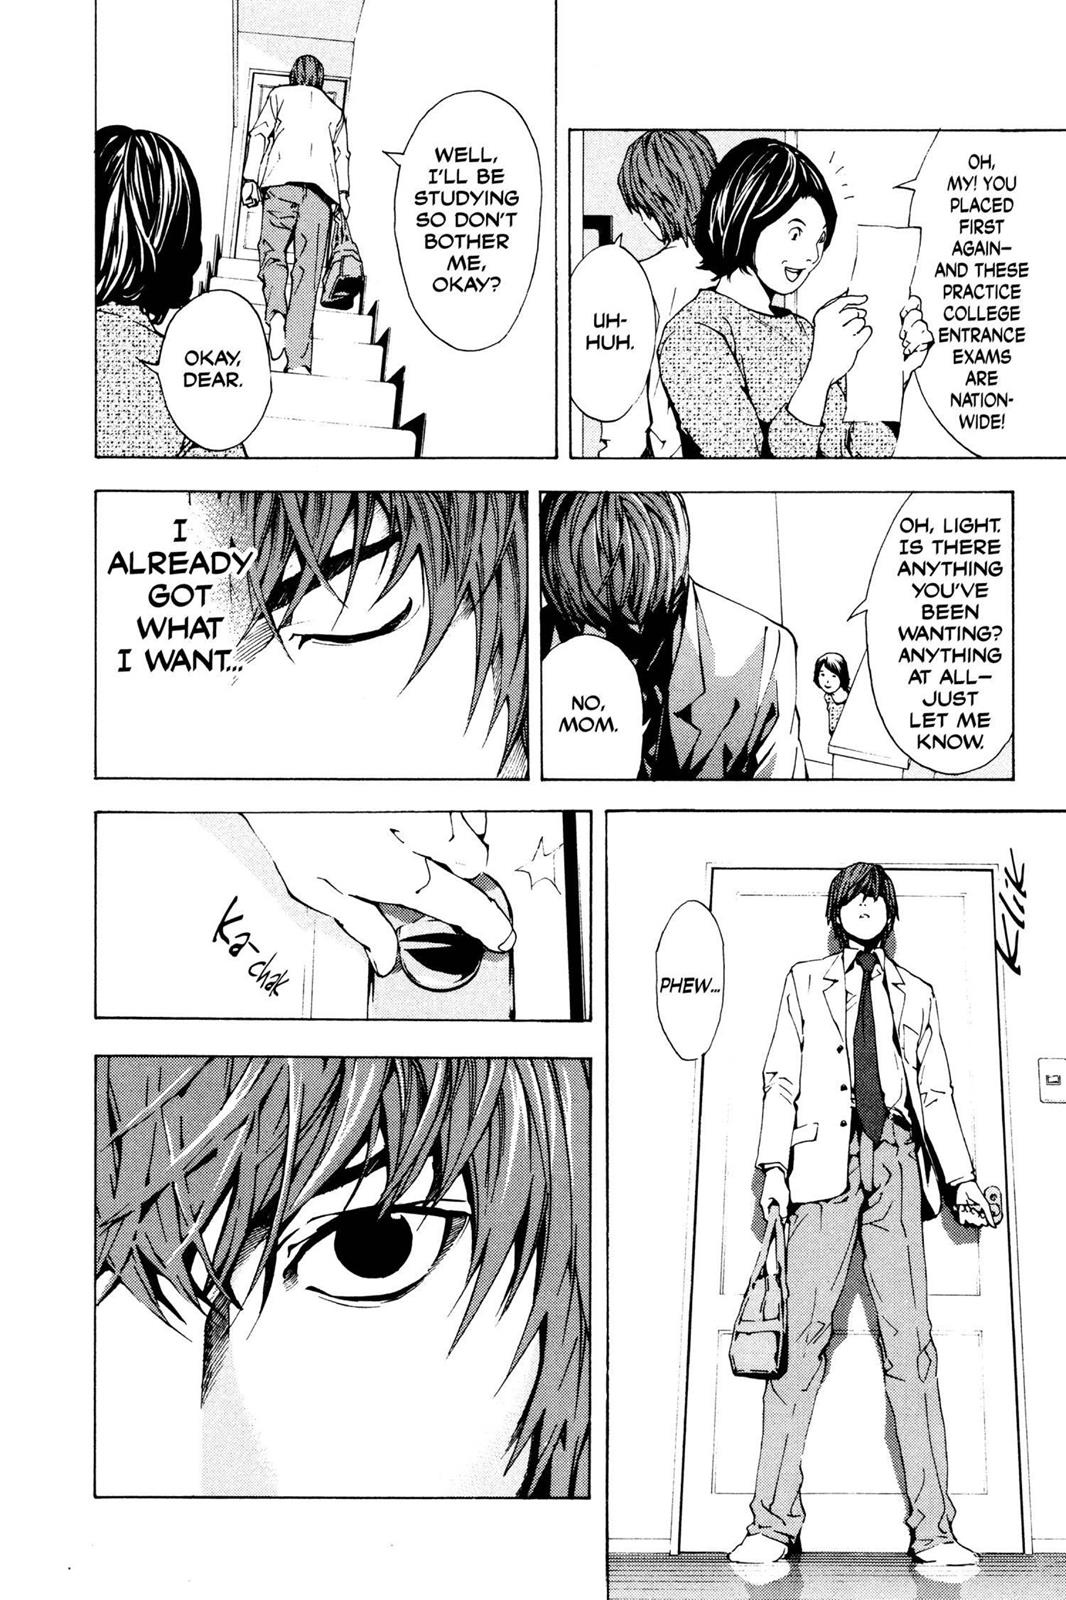 OH,
MY! YOU
PLACED
FIRST
AGAIN—
AND THESE
PRACTICE
COLLEGE
ENTRANCE
EXAMS
ARE
NATION-
WIDE!
UH-
HUH.
WELL,
I'LL BE
STUDYING
SO DON'T
BOTHER
ME,
OKAY?
OKAY,
DEAR.
OH, LIGHT.
IS THERE
ANYTHING
YOU'VE
BEEN
WANTING?
ANYTHING
AT ALL—
JUST
LET ME
KNOW.
NO,
MOM.
I
ALREADY
GOT
WHAT
I WANT...
Klik
PHEW...
Ka-
chak